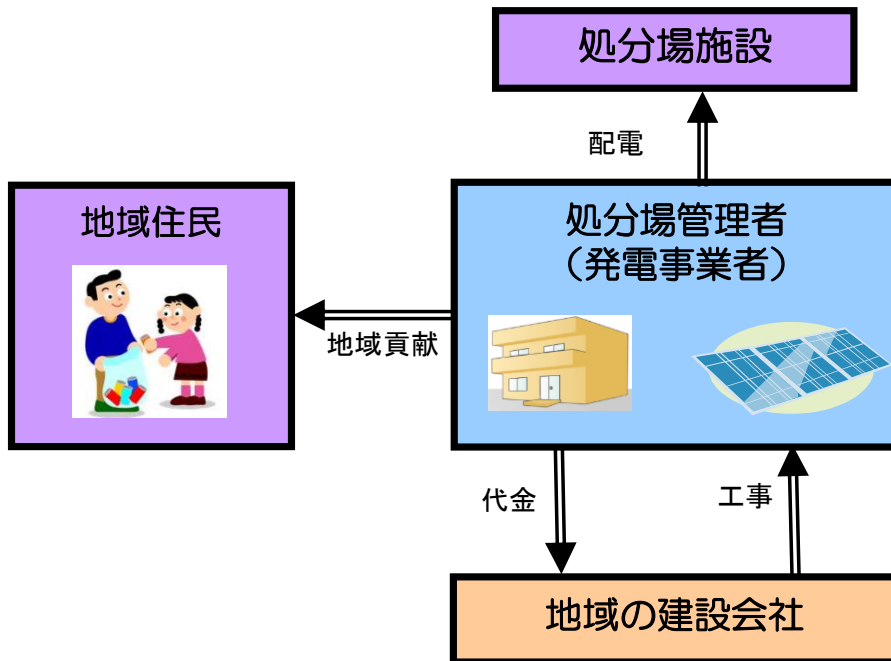 処分場施設
配電
地域住民
処分場管理者
（発電事業者）
地域貢献
代金
工事
地域の建設会社